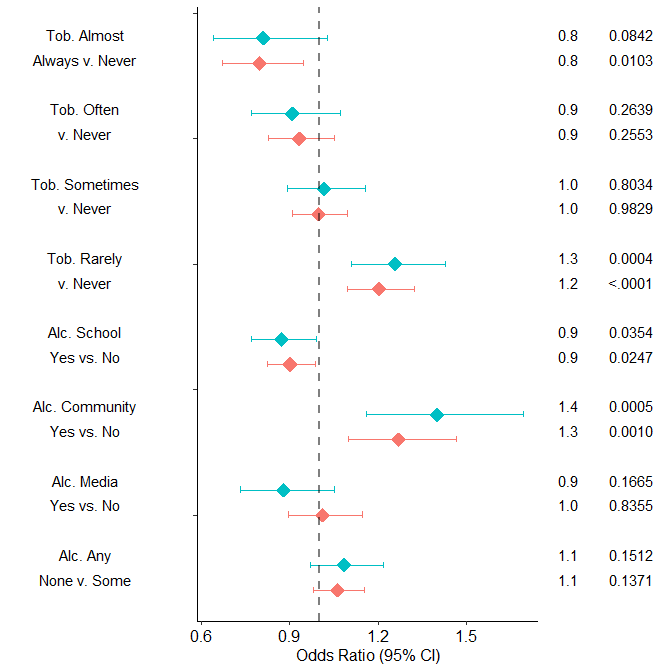 Tob. Almost 0.8 0.0842
Always v. Never 0.8 0.0103
Tob. Often 0.9 0.2639
v. Never 0.9 0.2553
Tob. Sometimes 1.0 0.8034
v. Never 1.0 0.9829
Tob. Rarely 1.3 0.0004
v. Never 1.2 <.0001
Alc. School 0.9 0.0354
Yes vs. No 0.9 0.0247
Alc. Community 1.4 0.0005
Yes vs. No 1.3 0.0010
Alc. Media 0.9 0.1665
Yes vs. No 1.0 0.8355
Alc. Any 1.1 0.1512
None v. Some 1.1 0.1371
0.6 0.9 1.2 1.5
Odds Ratio (95% CI)